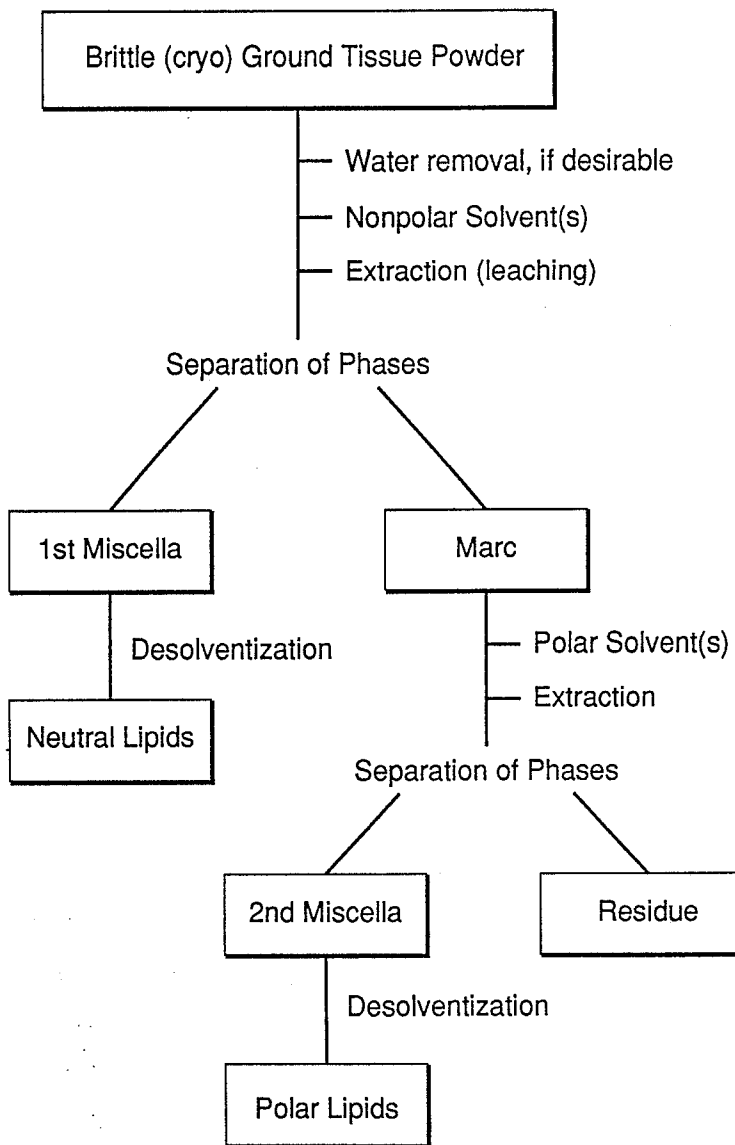 Brittle (cryo) Ground Tissue Powder
Water removal, if desirable
Nonpolar Solvent(s)
Extraction (leaching)
Separation of Phases
1st Miscella
Marc
Desolventization
Polar Solvent(s)
Extraction
Neutral Lipids
Separation of Phases
2nd Miscella
Residue
Desolventization
Polar Lipids